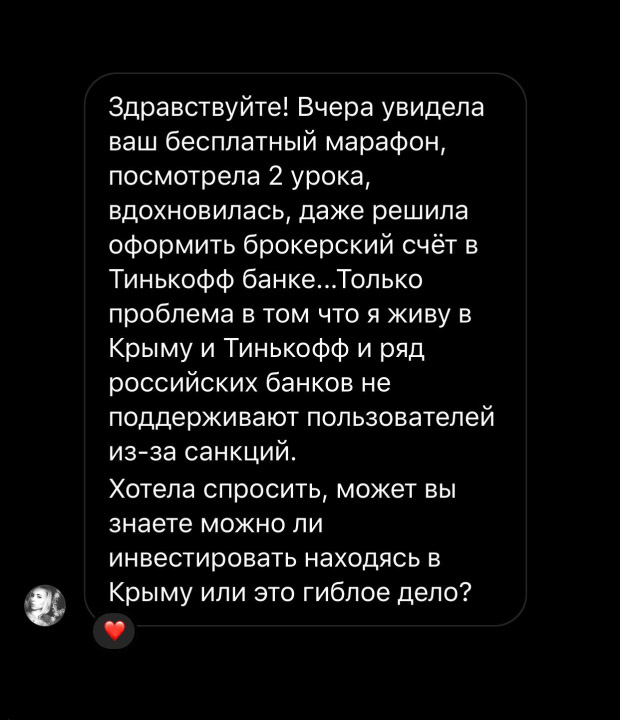 Здравствуйте! Вчера увидела
ваш бесплатный марафон,
посмотрела 2 урока,
вдохновилась, даже решила
оформить брокерский счёт в
Тинькофф банке...Только
проблема в том что я живу в
Крыму и Тинькофф и ряд
российских банков не
поддерживают пользователей
из-за санкций.
Хотела спросить, может вы
знаете можно ли
инвестировать находясь в
Крыму или это гиблое дело?